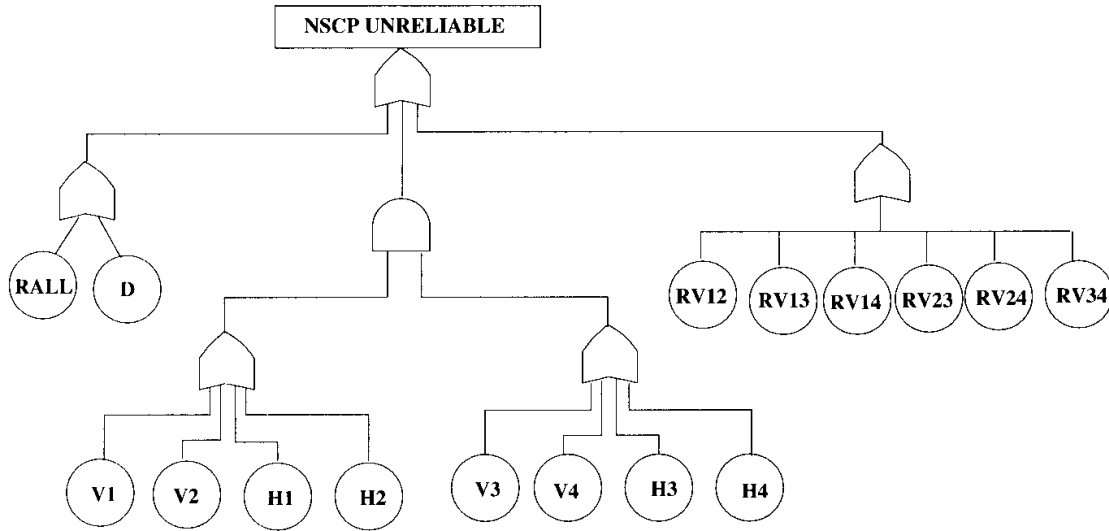 NSCP UNRELIABLE
RALL
D
RV12
RV13
RV14
RV23
RV24
RV34
V1
V2
H1
H2
V3
V4
H3
H4